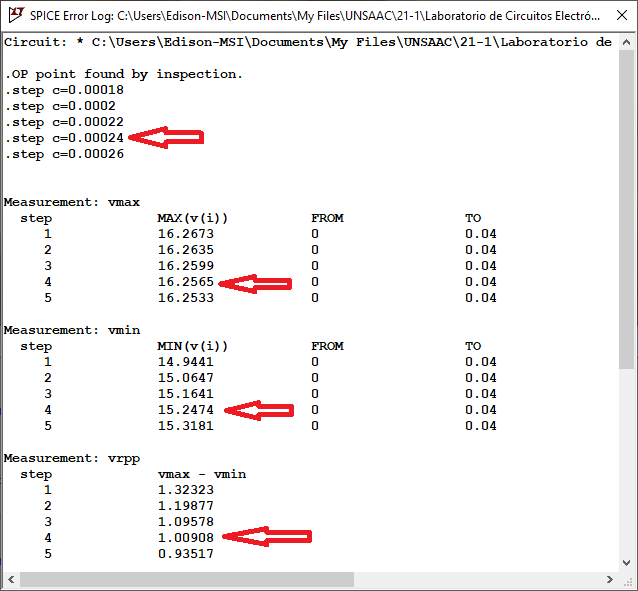 SPICE Error Log: C:\Users\Edison-MSI\Documents\My Files\UNSAAC\21-1\Laboratorio de Circuitos Electró...
Circuit: * C:\Users\Edison-MSI\Documents\My Files\UNSAAC\21-1\Laboratorio de
.OP point found by inspection.
.step c=0.00018
.step c=0.0002
.step c=0.00022
.step c=0.00024
.step c=0.00026
Measurement: vmax
step MAX(v(i)) FROM TO
1 16.2673 0 0.04
2 16.2635 0 0.04
3 16.2599 0 0.04
4 16.2565 0 0.04
5 16.2533 0 0.04
Measurement: vmin
step MIN(v(i)) FROM TO
1 14.9441 0 0.04
2 15.0647 0 0.04
3 15.1641 0 0.04
4 15.2474 0 0.04
5 15.3181 0 0.04
Measurement: vrpp
step vmax - vmin
1 1.32323
2 1.19877
3 1.09578
4 1.00908
5 0.93517